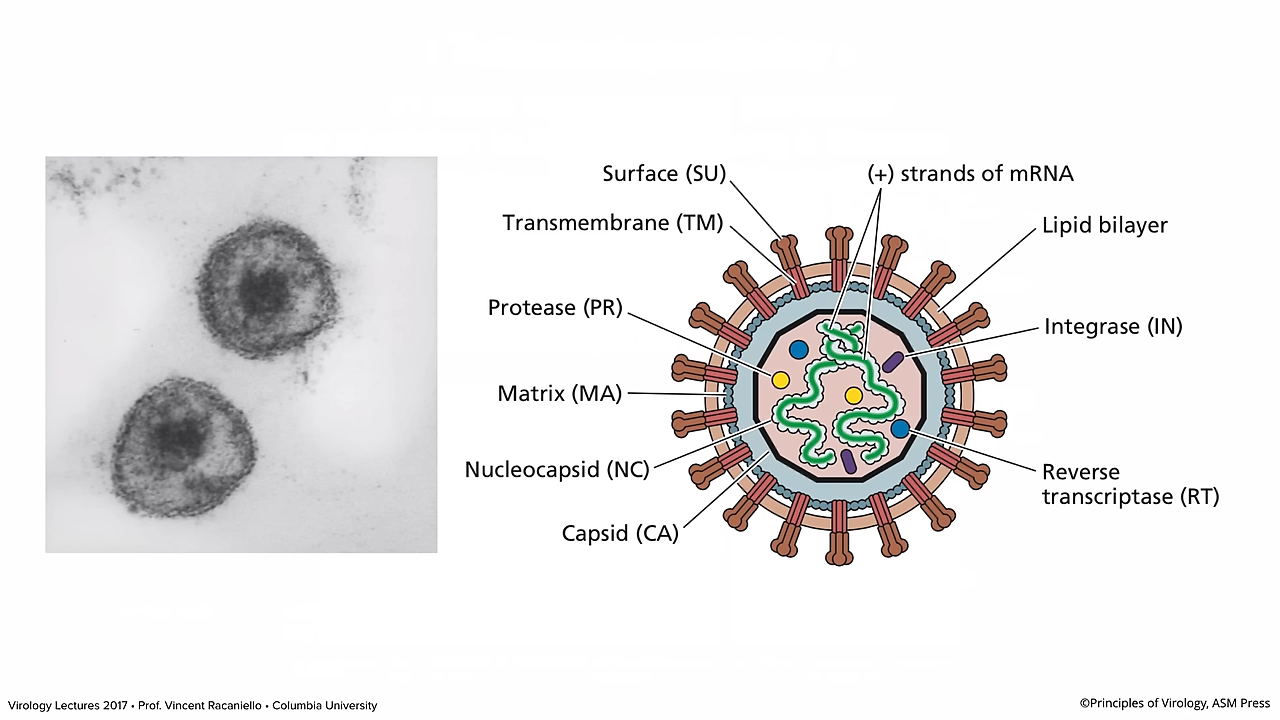 Surface (SU)
(+) strands of mRNA
Transmembrane (TM)
Lipid bilayer
Protease (PR)
Integrase (IN)
Matrix (MA)
Nucleocapsid (NC)
Reverse
transcriptase (RT)
Capsid (CA)
Virology Lectures 2017 • Prof. Vincent Racaniello • Columbia University
©Principles of Virology, ASM Press